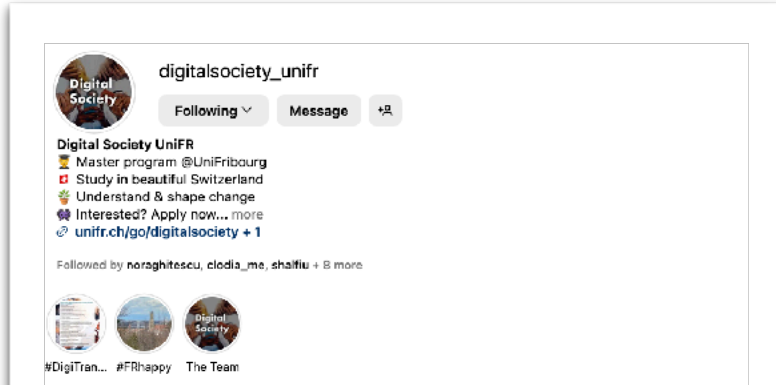 digitalsociety_unifr
Digital
Society
Following Message
Digital Society UniFR
Master program @UniFribourg
Study in beautiful Switzerland
Understand & shape change
Interested? Apply now... more
unifr.ch/go/digitalsociety + 1
Followed by noraghitescu, clodia_me, shalfiu + 8 more
Digital
Society
#DigiTran... #FRhappy The Team